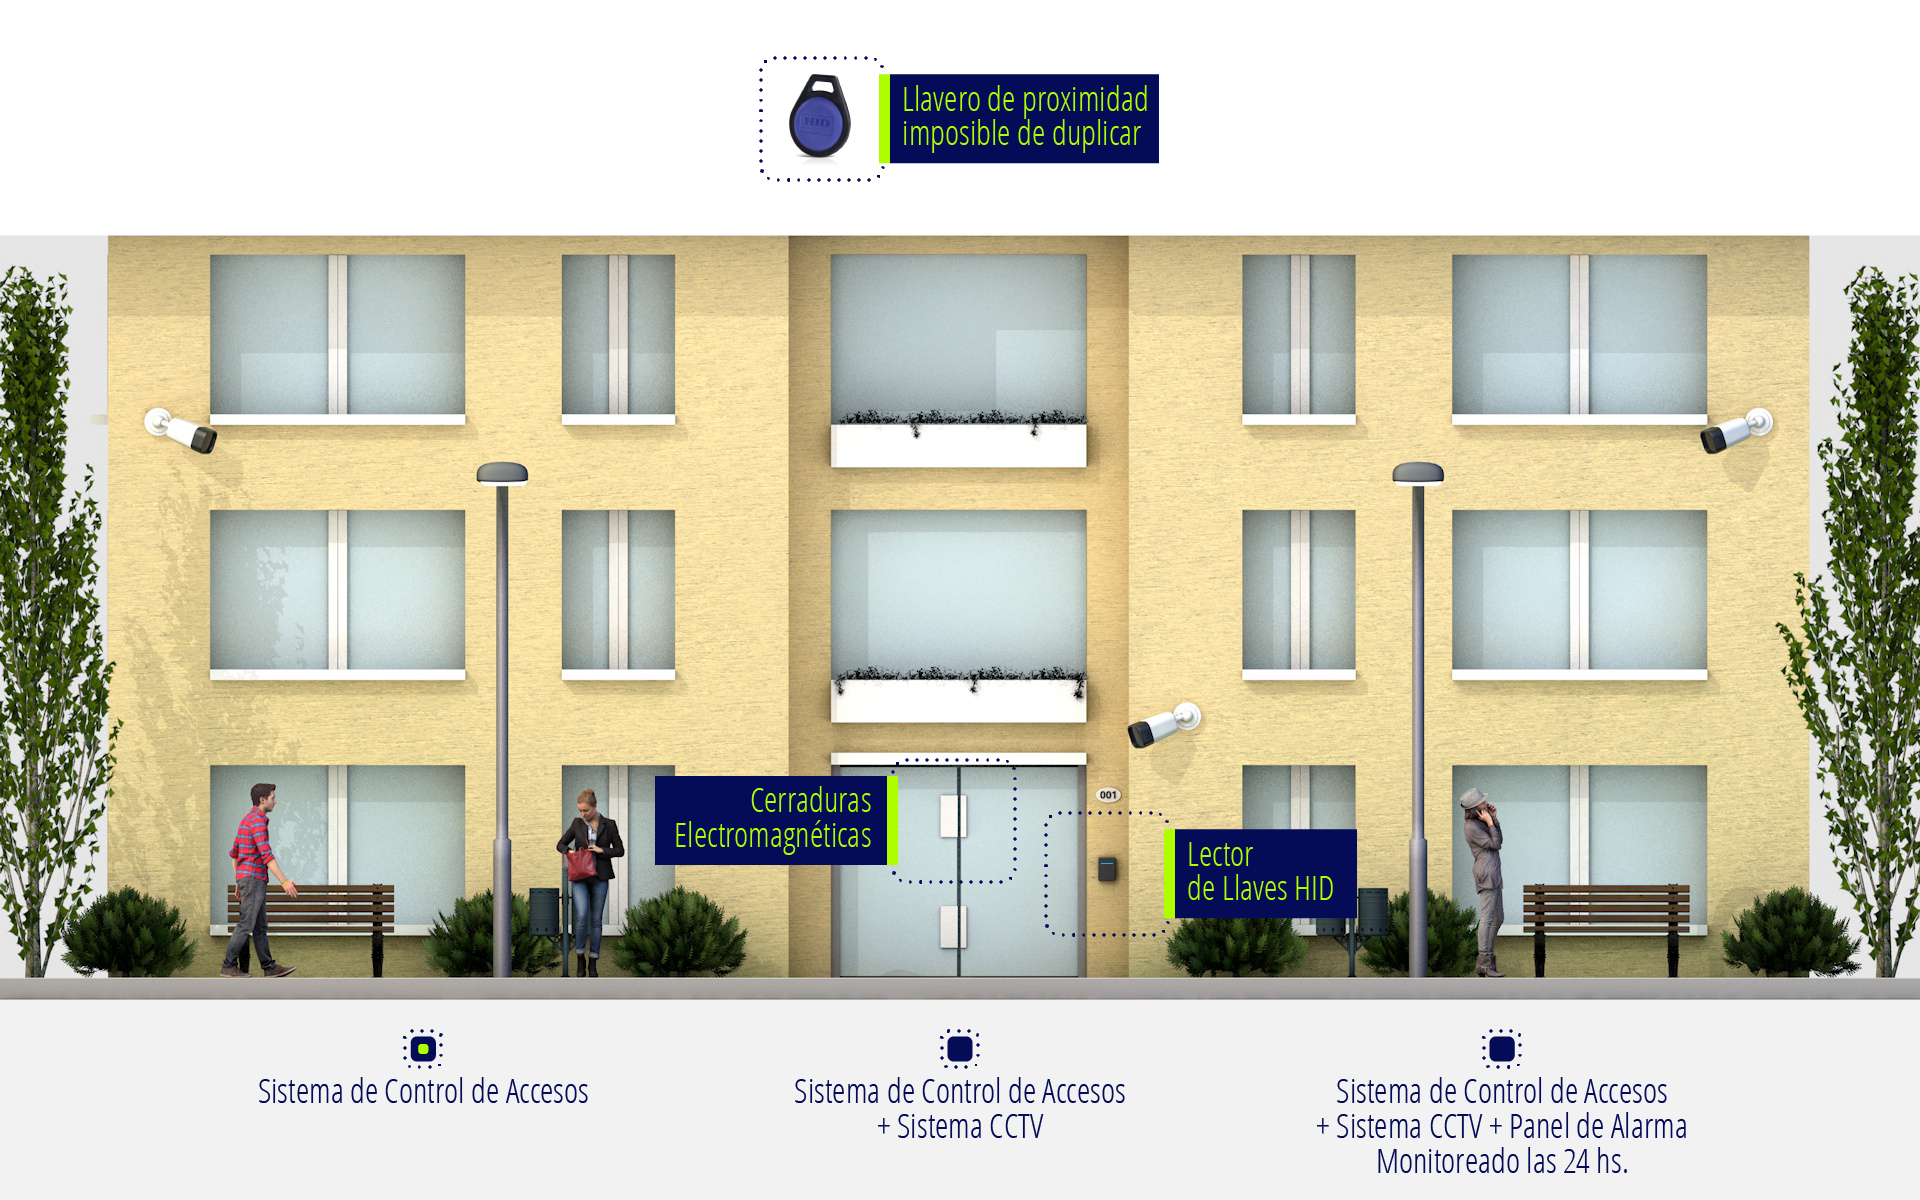 HID
Llavero de proximidad
imposible de duplicar
Cerraduras
Electromagnéticas
001
Lector
de Llaves HID
Sistema de Control de Accesos
Sistema de Control de Accesos
+ Sistema CCTV
Sistema de Control de Accesos
+ Sistema CCTV + Panel de Alarma
Monitoreado las 24 hs.